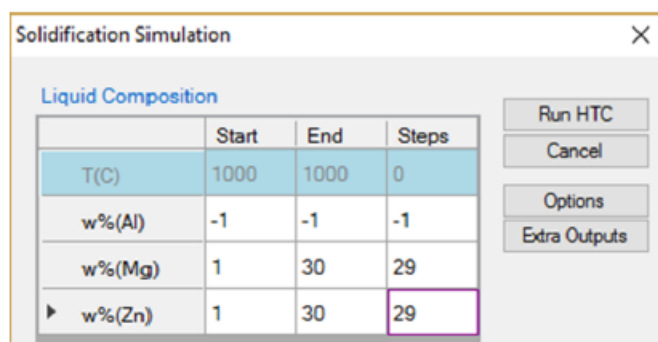 Solidification Simulation
Liquid Composition
Start End Steps
T(C) 1000 1000 0
w%(Al) -1 -1 -1
w%(Mg) 1 30 29
w%(Zn) 1 30 29
Run HTC
Cancel
Options
Extra Outputs